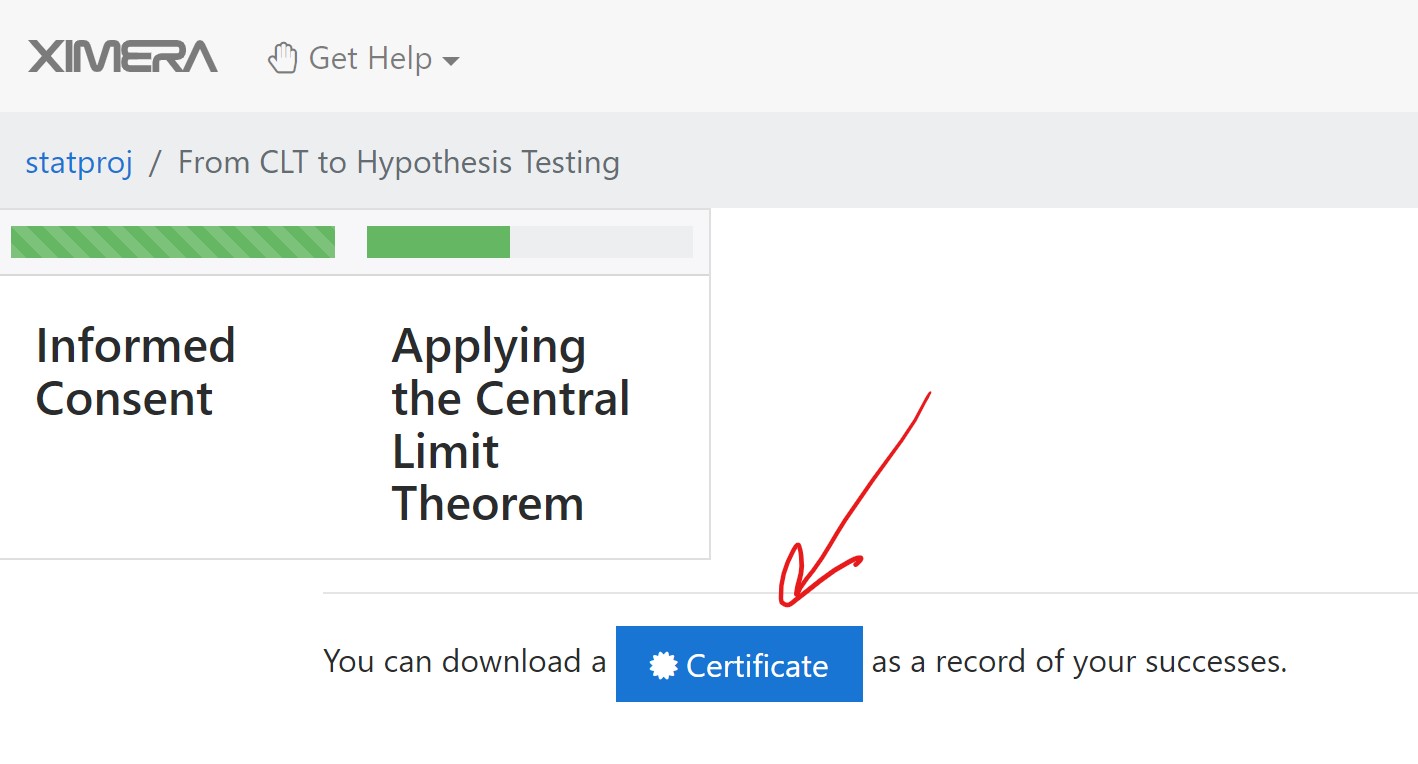 XIMERA Get Help
statproj / From CLT to Hypothesis Testing
Informed
Consent
Applying
the Central
Limit
Theorem
You can download a Certificate as a record of your successes.